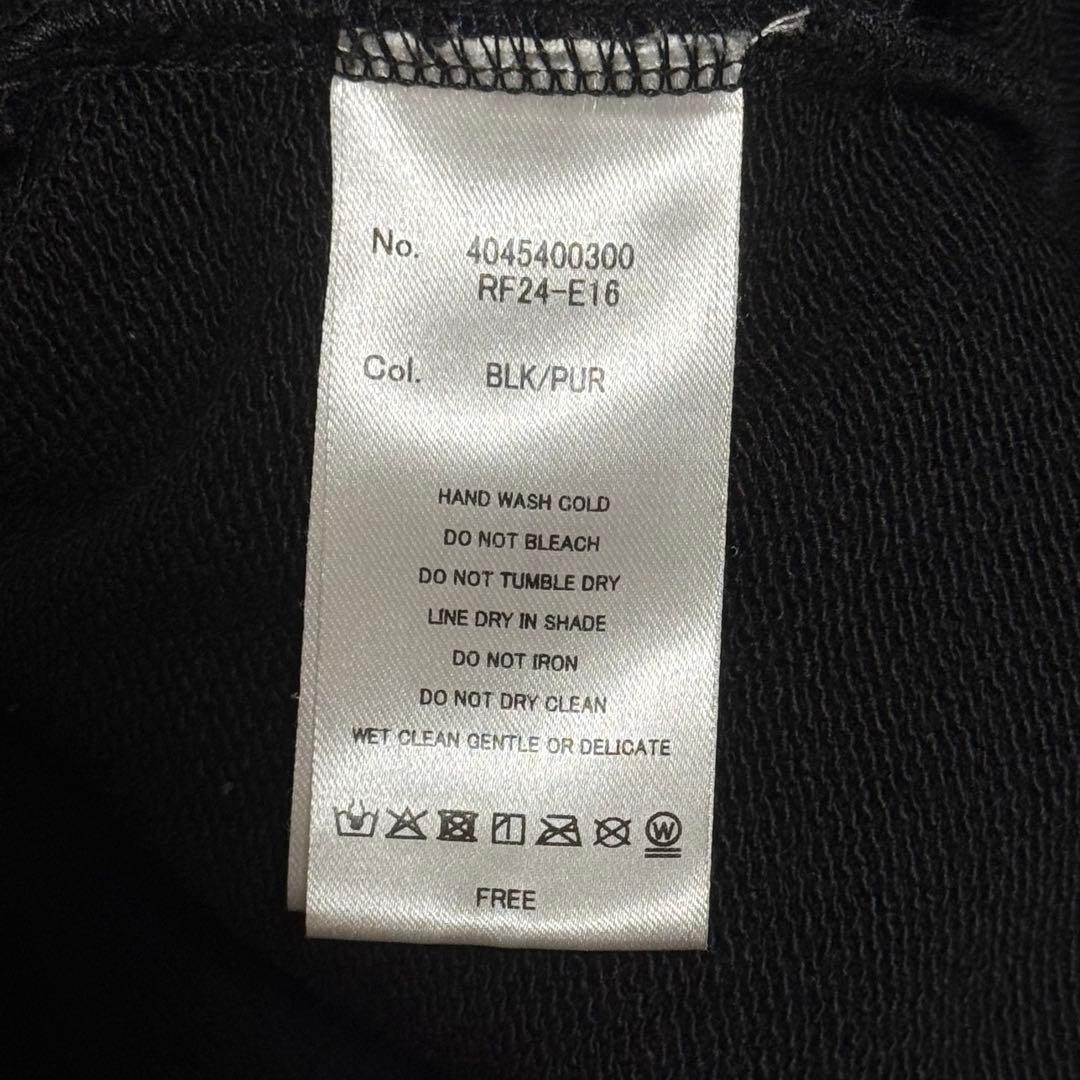 No. 4045400300
RF24-E16
Col. BLK/PUR
HAND WASH COLD
DO NOT BLEACH
DO NOT TUMBLE DRY
LINE DRY IN SHADE
DO NOT IRON
DO NOT DRY CLEAN
WET CLEAN GENTLE OR DELICATE
W
FREE